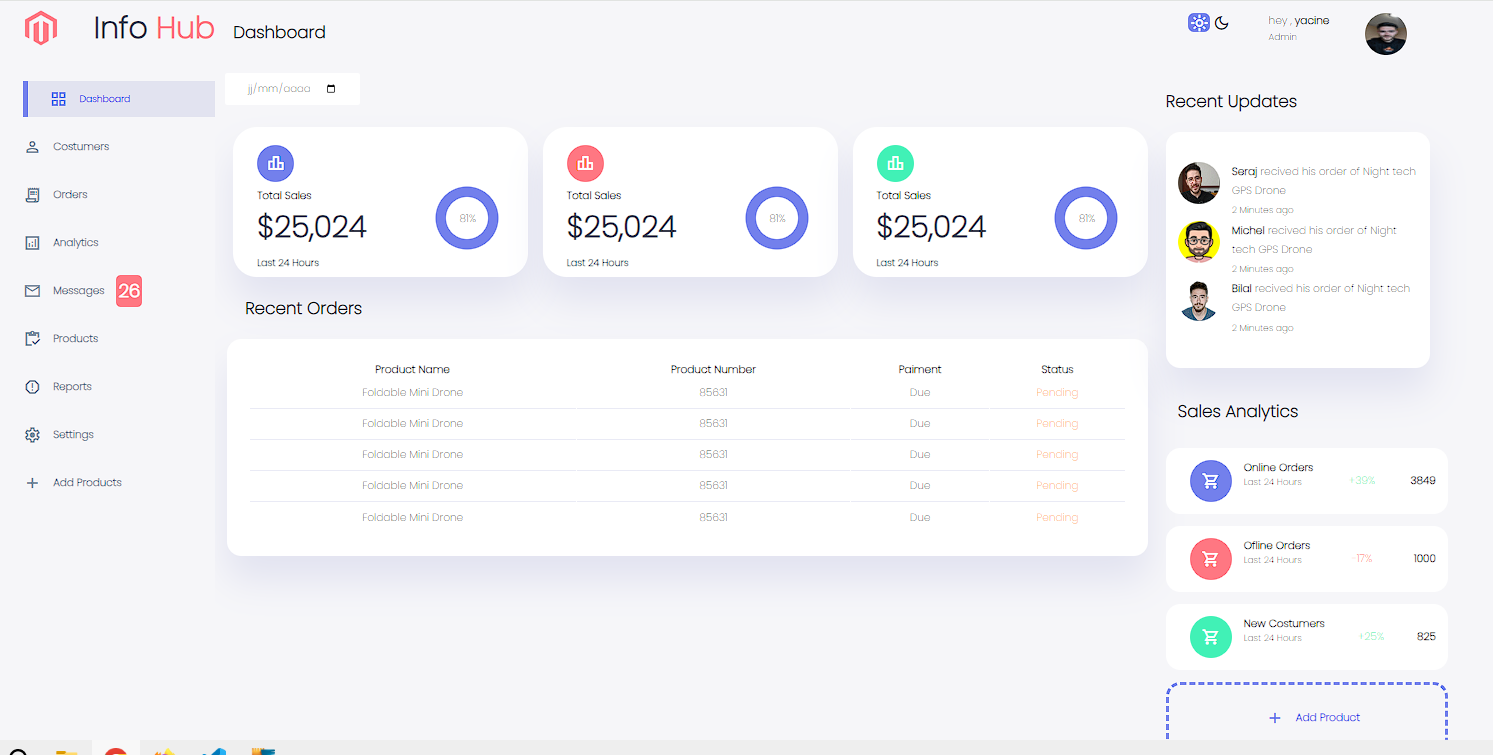 Info Hub
Dashboard
hey , yacine
Admin
Dashboard
Costumers
Orders
Analytics
Messages 26
Products
Reports
Settings
Add Products
jj/mm/aaaa
Total Sales
$25,024
81%
Last 24 Hours
Total Sales
$25,024
81%
Last 24 Hours
Total Sales
$25,024
81%
Last 24 Hours
Recent Orders
Product Name Product Number Paiment Status
Foldable Mini Drone 85631 Due Pending
Foldable Mini Drone 85631 Due Pending
Foldable Mini Drone 85631 Due Pending
Foldable Mini Drone 85631 Due Pending
Foldable Mini Drone 85631 Due Pending
Recent Updates
Seraj recived his order of Night tech
GPS Drone
2 Minutes ago
Michel recived his order of Night
tech GPS Drone
2 Minutes ago
Bilal recived his order of Night tech
GPS Drone
2 Minutes ago
Sales Analytics
Online Orders
Last 24 Hours
+39%
3849
Ofline Orders
Last 24 Hours
-17%
1000
New Costumers
Last 24 Hours
+25%
825
Add Product